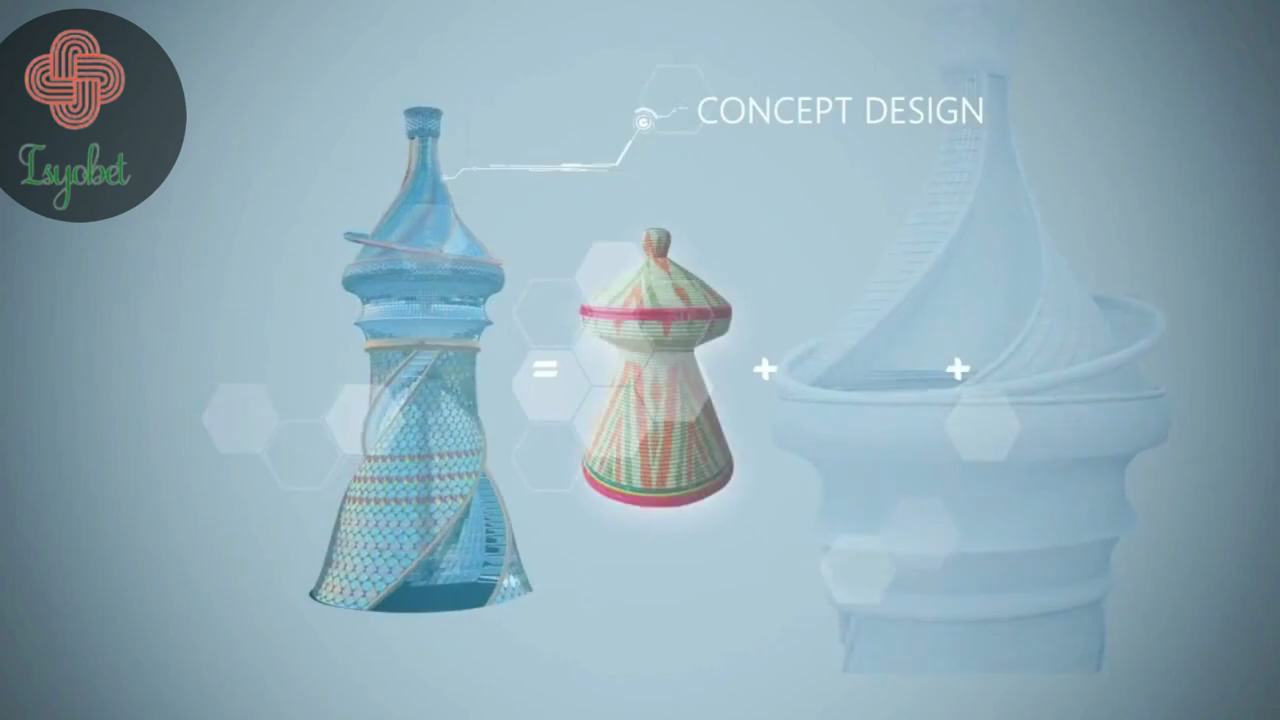 Isyobet
CONCEPT DESIGN
=
+
+